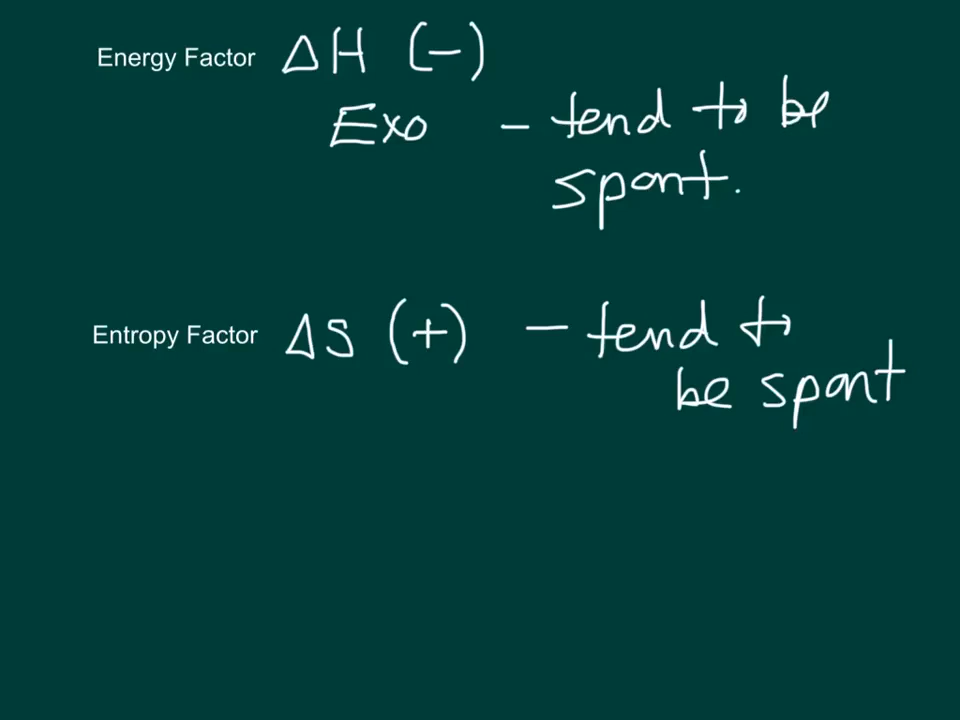 Energy Factor ΔH (-)
Exo - tend to be
spont.
Entropy Factor ΔS (+) - tend to
be spont